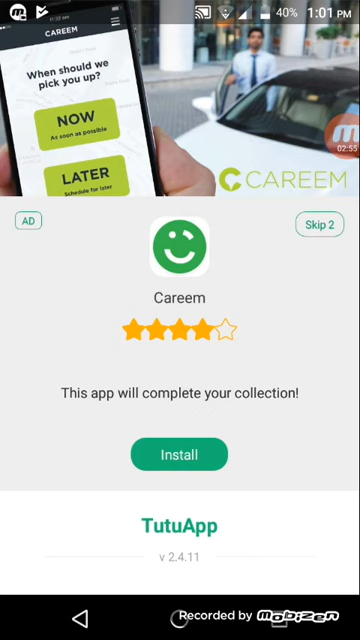 40% 1:01 PM
CAREEM
When should we
pick you up?
NOW
As soon as possible
LATER
Schedule for later
02:55
CAREEM
AD
Skip 2
Careem
This app will complete your collection!
Install
TutuApp
v 2.4.11
Recorded by mobizen